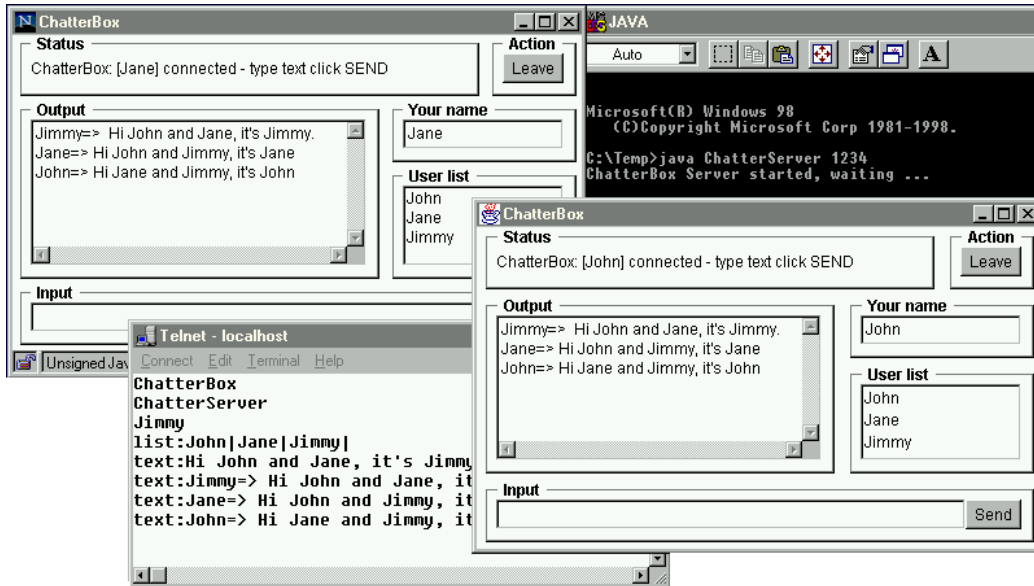 ChatterBox
Status
ChatterBox: [Jane] connected - type text click SEND
Action
Leave
Output
Jimmy=>  Hi John and Jane, it's Jimmy.
Jane=> Hi John and Jimmy, it's Jane
John=> Hi Jane and Jimmy, it's John
Your name
Jane
User list
John
Jane
Jimmy
Input
Unsigned Jav
JAVA
Auto
A
Microsoft(R) Windows 98
(C)Copyright Microsoft Corp 1981-1998.
C:\Temp>java ChatterServer 1234
ChatterBox Server started, waiting ...
Telnet - localhost
Connect Edit Terminal Help
ChatterBox
ChatterServer
Jimmy
list:John|Jane|Jimmy|
text:Hi John and Jane, it's Jimmy
text:Jimmy=> Hi John and Jane, it
text:Jane=> Hi John and Jimmy, it
text:John=> Hi Jane and Jimmy, it
ChatterBox
Status
ChatterBox: [John] connected - type text click SEND
Action
Leave
Output
Jimmy=>  Hi John and Jane, it's Jimmy.
Jane=> Hi John and Jimmy, it's Jane
John=> Hi Jane and Jimmy, it's John
Your name
John
User list
John
Jane
Jimmy
Input
Send